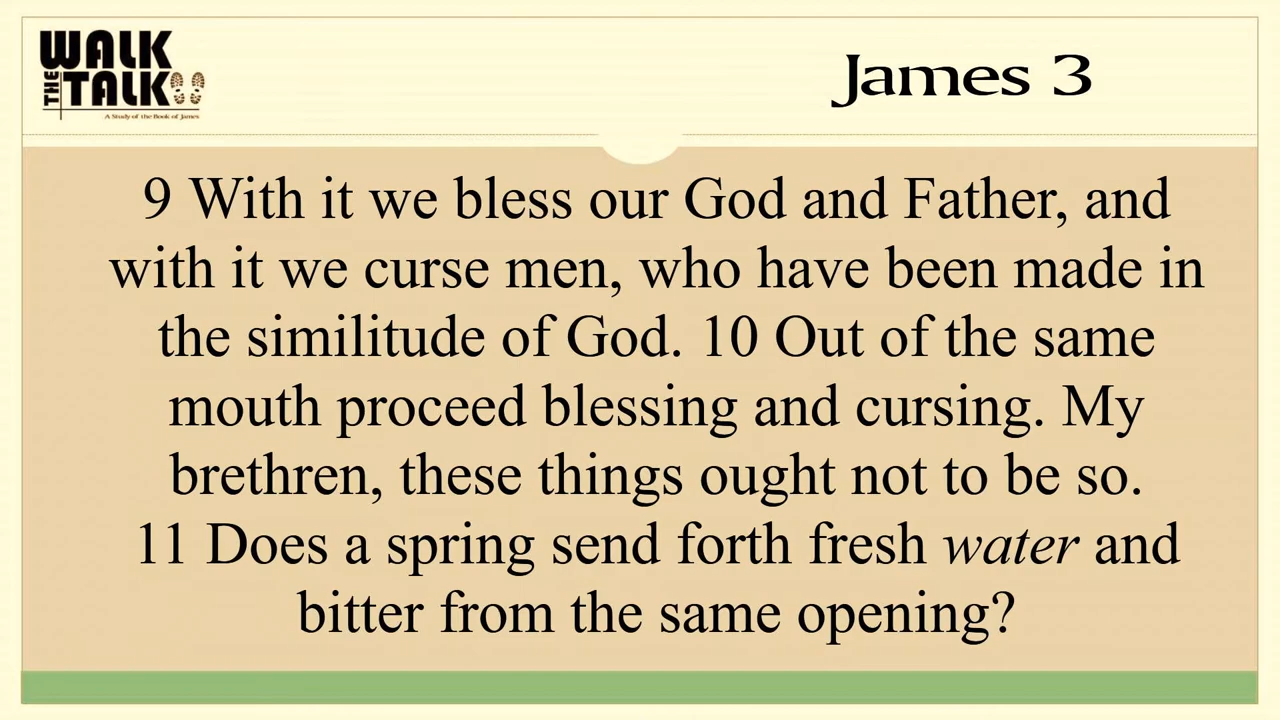 WALK
THE TALK
A Study of the Book of James
James 3
9 With it we bless our God and Father, and
with it we curse men, who have been made in
the similitude of God. 10 Out of the same
mouth proceed blessing and cursing. My
brethren, these things ought not to be so.
11 Does a spring send forth fresh water and
bitter from the same opening?